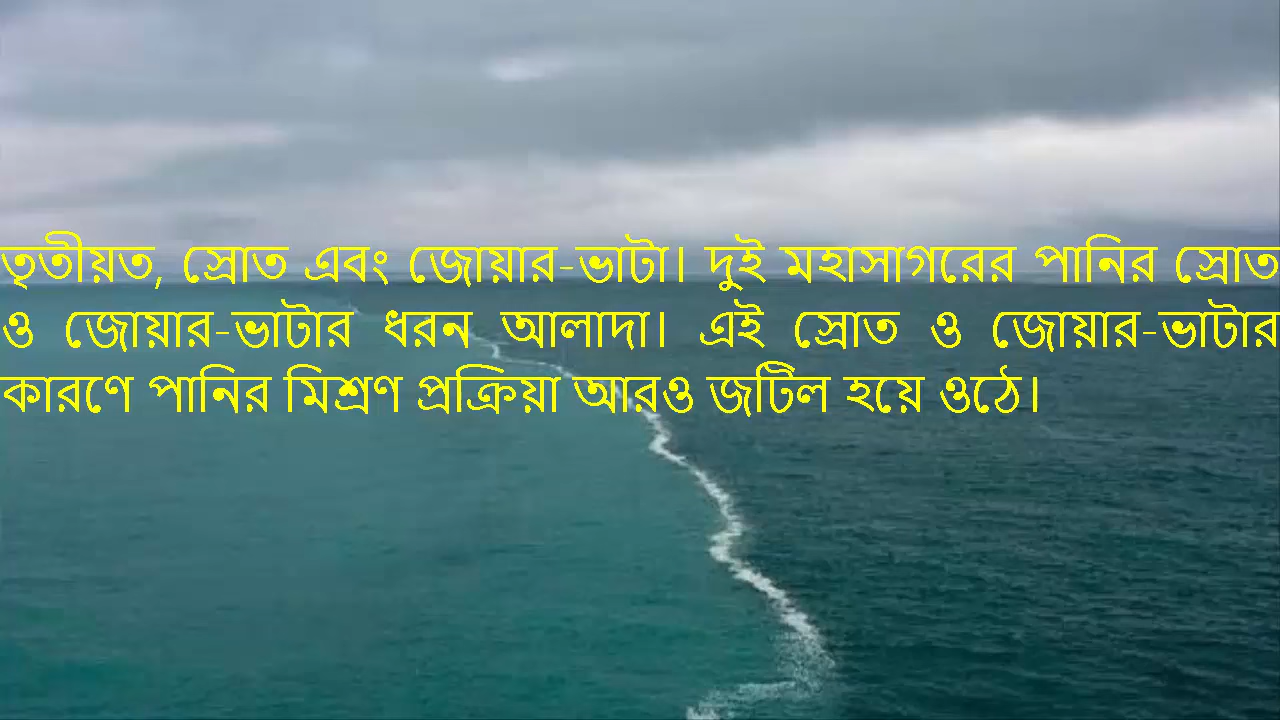 তৃতীয়ত, স্রোত এবং জোয়ার-ভাটা। দুই মহাসাগরের পানির স্রোত
ও জোয়ার-ভাটার ধরন আলাদা। এই স্রোত ও জোয়ার-ভাটার
কারণে পানির মিশ্রণ প্রক্রিয়া আরও জটিল হয়ে ওঠে।